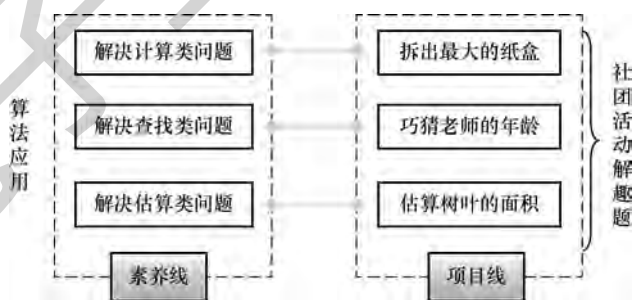 算法应用
解决计算类问题
解决查找类问题
解决估算类问题
素养线
拆出最大的纸盒
巧猜老师的年龄
估算树叶的面积
项目线
社团活动解趣题